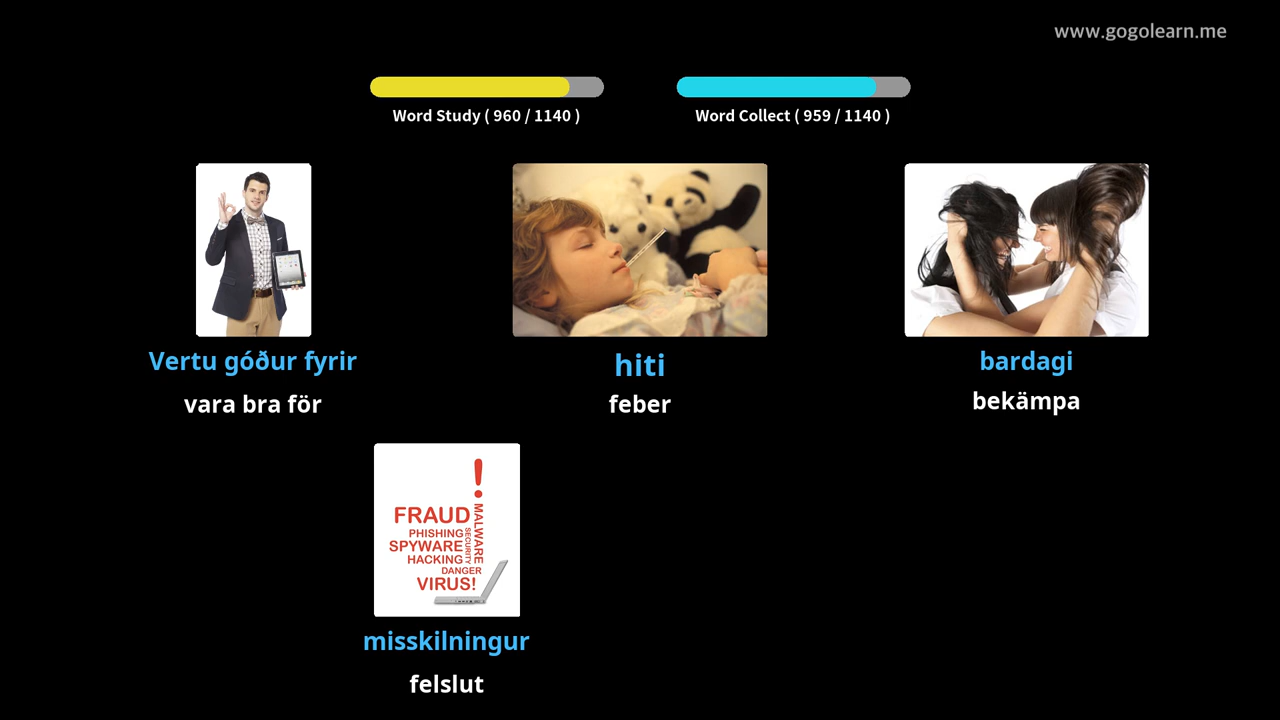 www.gogolearn.me
Word Study ( 960 / 1140 )
Word Collect ( 959 / 1140 )
Vertu góður fyrir
vara bra för
hiti
feber
bardagi
bekämpa
!
FRAUD
PHISHING
SPYWARE
HACKING
DANGER
VIRUS!
SECURITY
MALWARE
misskilningur
felslut